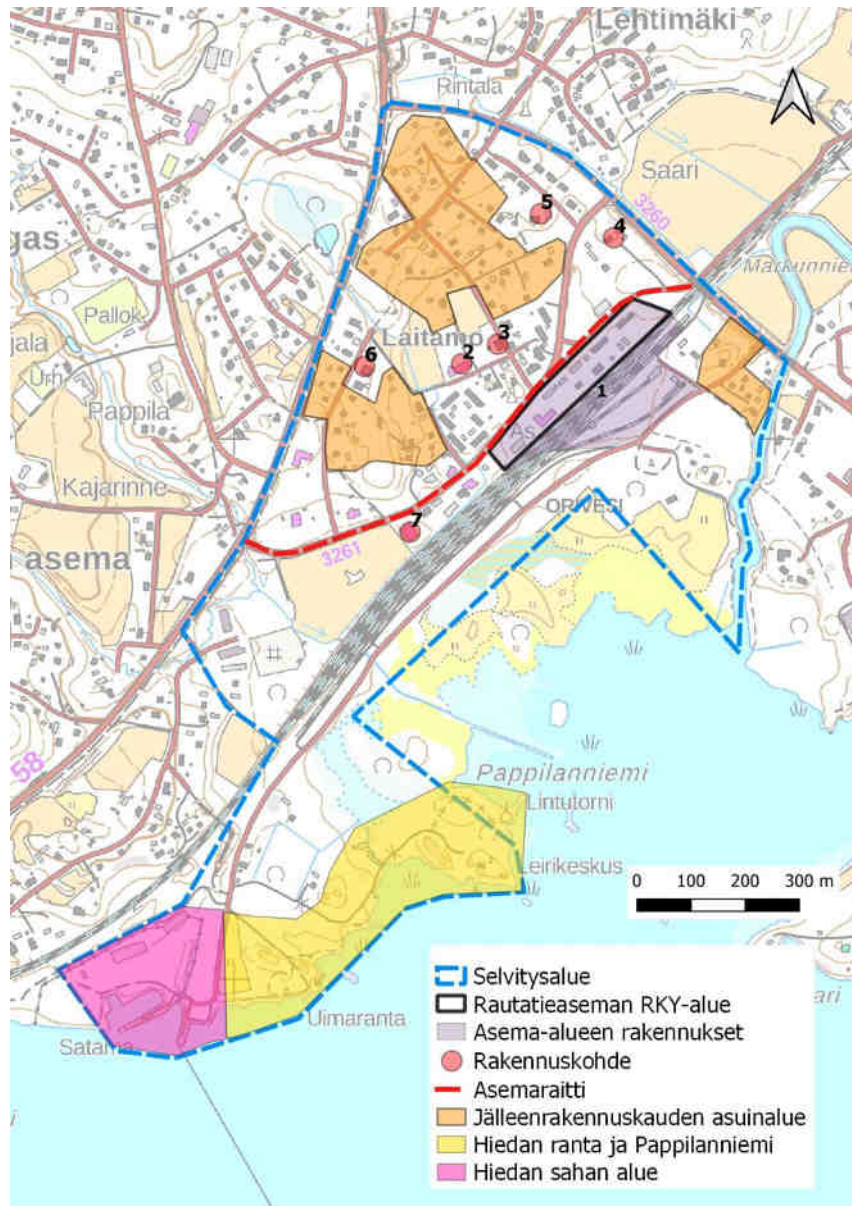 Lehtimäki
Rintala
Saari
3260
5
4
gas
Markunniemi
Pallok
jala
Urh
Laitamo
3
2
6
1
As
Pappila
Kajarinne
ORIVESI
7
3261
asema
58
Pappilanniemi
Lintutorni
Leirikeskus
0 100 200 300 m
Uimaranta
Satama
ari
Selvitysalue
Rautatieaseman RKY-alue
Asema-alueen rakennukset
Rakennuskohde
Asemaraitti
Jälleenrakennuskauden asuinalue
Hiedan ranta ja Pappilanniemi
Hiedan sahan alue